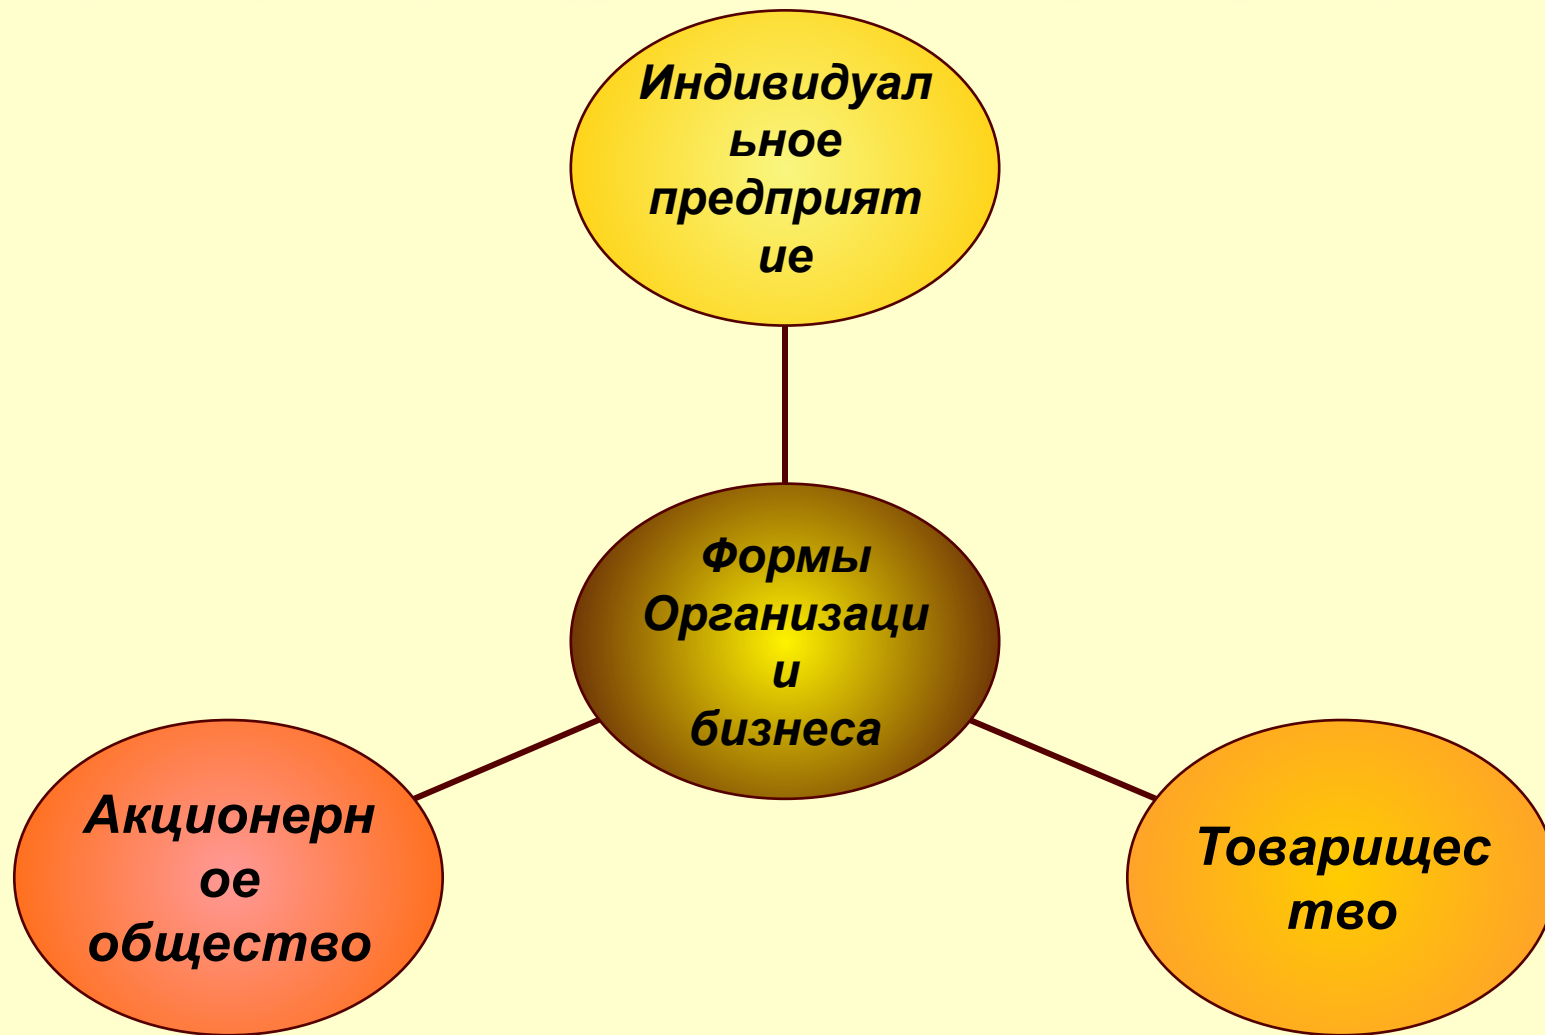 Индивидуал
ьное
предприят
ие
Формы
Организаци
и
бизнеса
Акционерн
ое
общество
Товарищес
тво